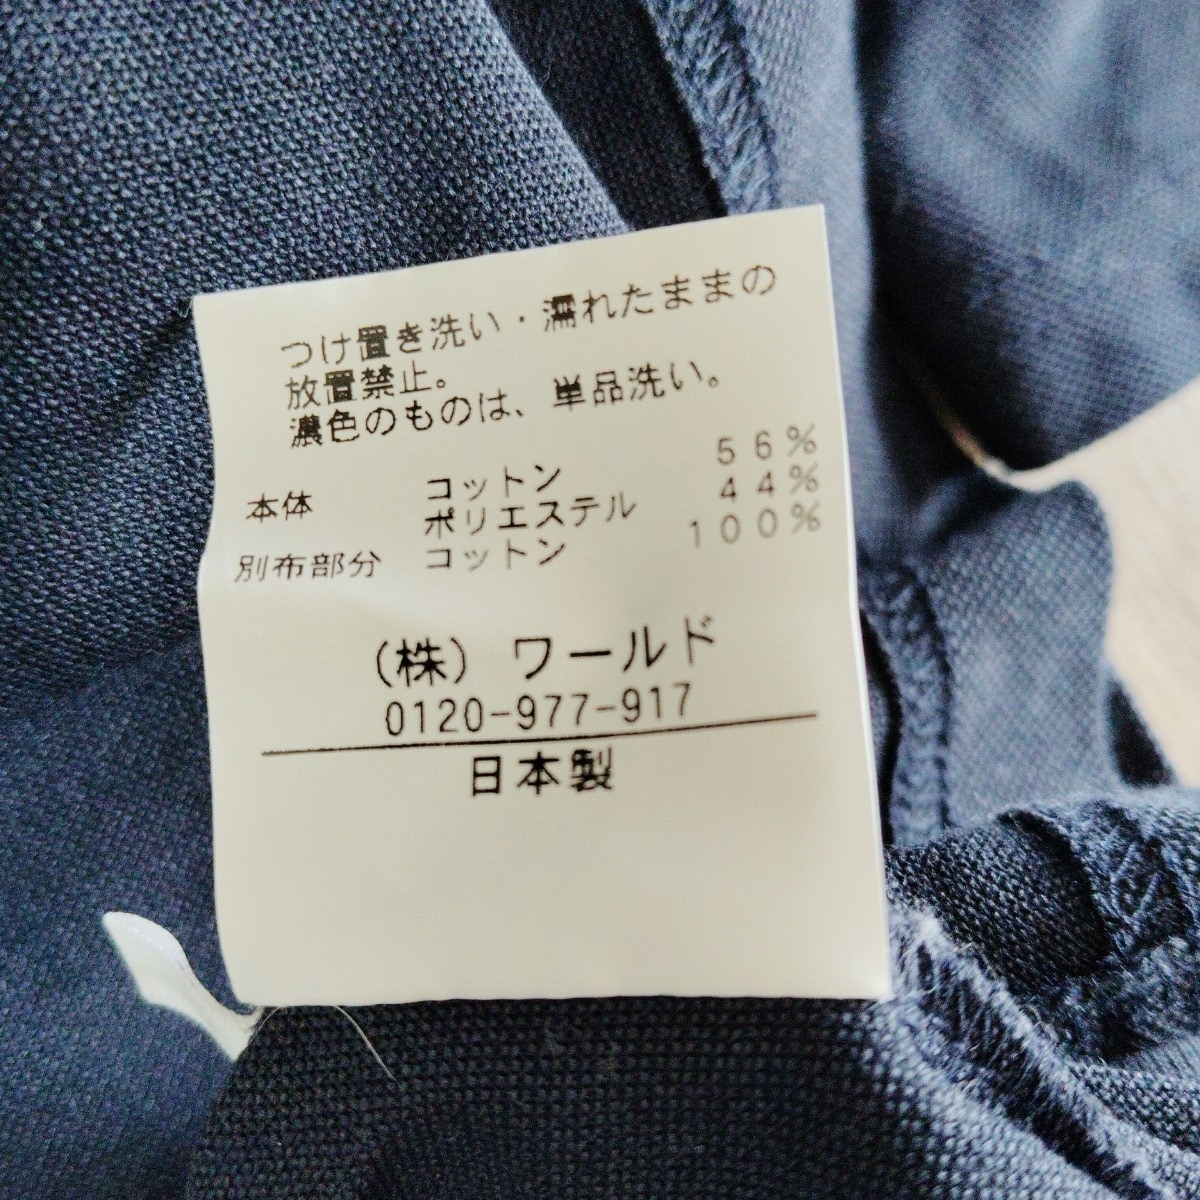 つけ置き洗い・濡れたままの
放置禁止。
濃色のものは、単品洗い。
本体 コットン 56%
ポリエステル 44%
別布部分 コットン 100%
(株) ワールド
0120-977-917
日本製